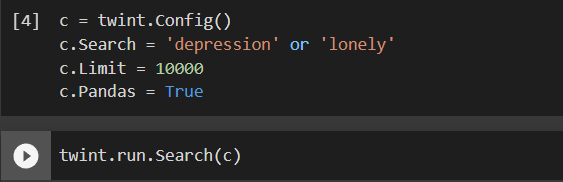 [4] c = twint.Config()
c.Search = 'depression' or 'lonely'
c.Limit = 10000
c.Pandas = True
twint.run.Search(c)